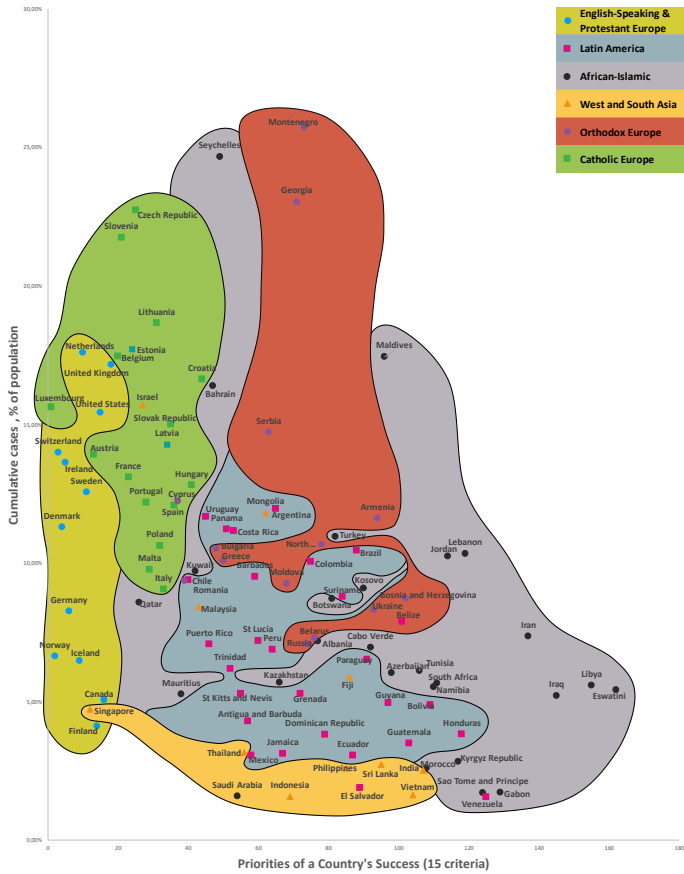 30,00%
25,00%
20,00%
15,00%
10,00%
5,00%
0,00%
Cumulative cases , % of population
0
20
40
60
80
100
120
140
160
180
Priorities of a Country's Success (15 criteria)
English-Speaking &
Protestant Europe
Latin America
African-Islamic
West and South Asia
Orthodox Europe
Catholic Europe
Montenegro
Seychelles
Georgia
Czech Republic
Slovenia
Lithuania
Netherlands
Estonia
Belgium
Maldives
United Kingdom
Croatia
Bahrain
Luxembourg
Israel
United States
Slovak Republic
Serbia
Switzerland
Latvia
Austria
Ireland
France
Sweden
Hungary
Cyprus
Portugal
Spain
Mongolia
Uruguay
Argentina
Armenia
Denmark
Panama
Costa Rica
Poland
Turkey
Bulgaria
North...
Brazil
Lebanon
Jordan
Greece
Malta
Kuwait
Barbados
Colombia
Italy
Chile
Moldova
Kosovo
Romania
Suriname
Bosnia and Herzegovina
Qatar
Malaysia
Botswana
Ukraine
Belize
Germany
Puerto Rico
St Lucia
Belarus
Iran
Peru
Russia
Albania
Cabo Verde
Norway
Iceland
Trinidad
Paraguay
Azerbaijan
Tunisia
Mauritius
Kazakhstan
Fiji
South Africa
Libya
Iraq
Eswatini
Canada
St Kitts and Nevis
Grenada
Guyana
Namibia
Singapore
Bolivia
Antigua and Barbuda
Finland
Dominican Republic
Guatemala
Honduras
Thailand
Jamaica
Ecuador
Mexico
Philippines
Sri Lanka
India
Morocco
Kyrgyz Republic
Saudi Arabia
Indonesia
El Salvador
Vietnam
Sao Tome and Principe
Gabon
Venezuela